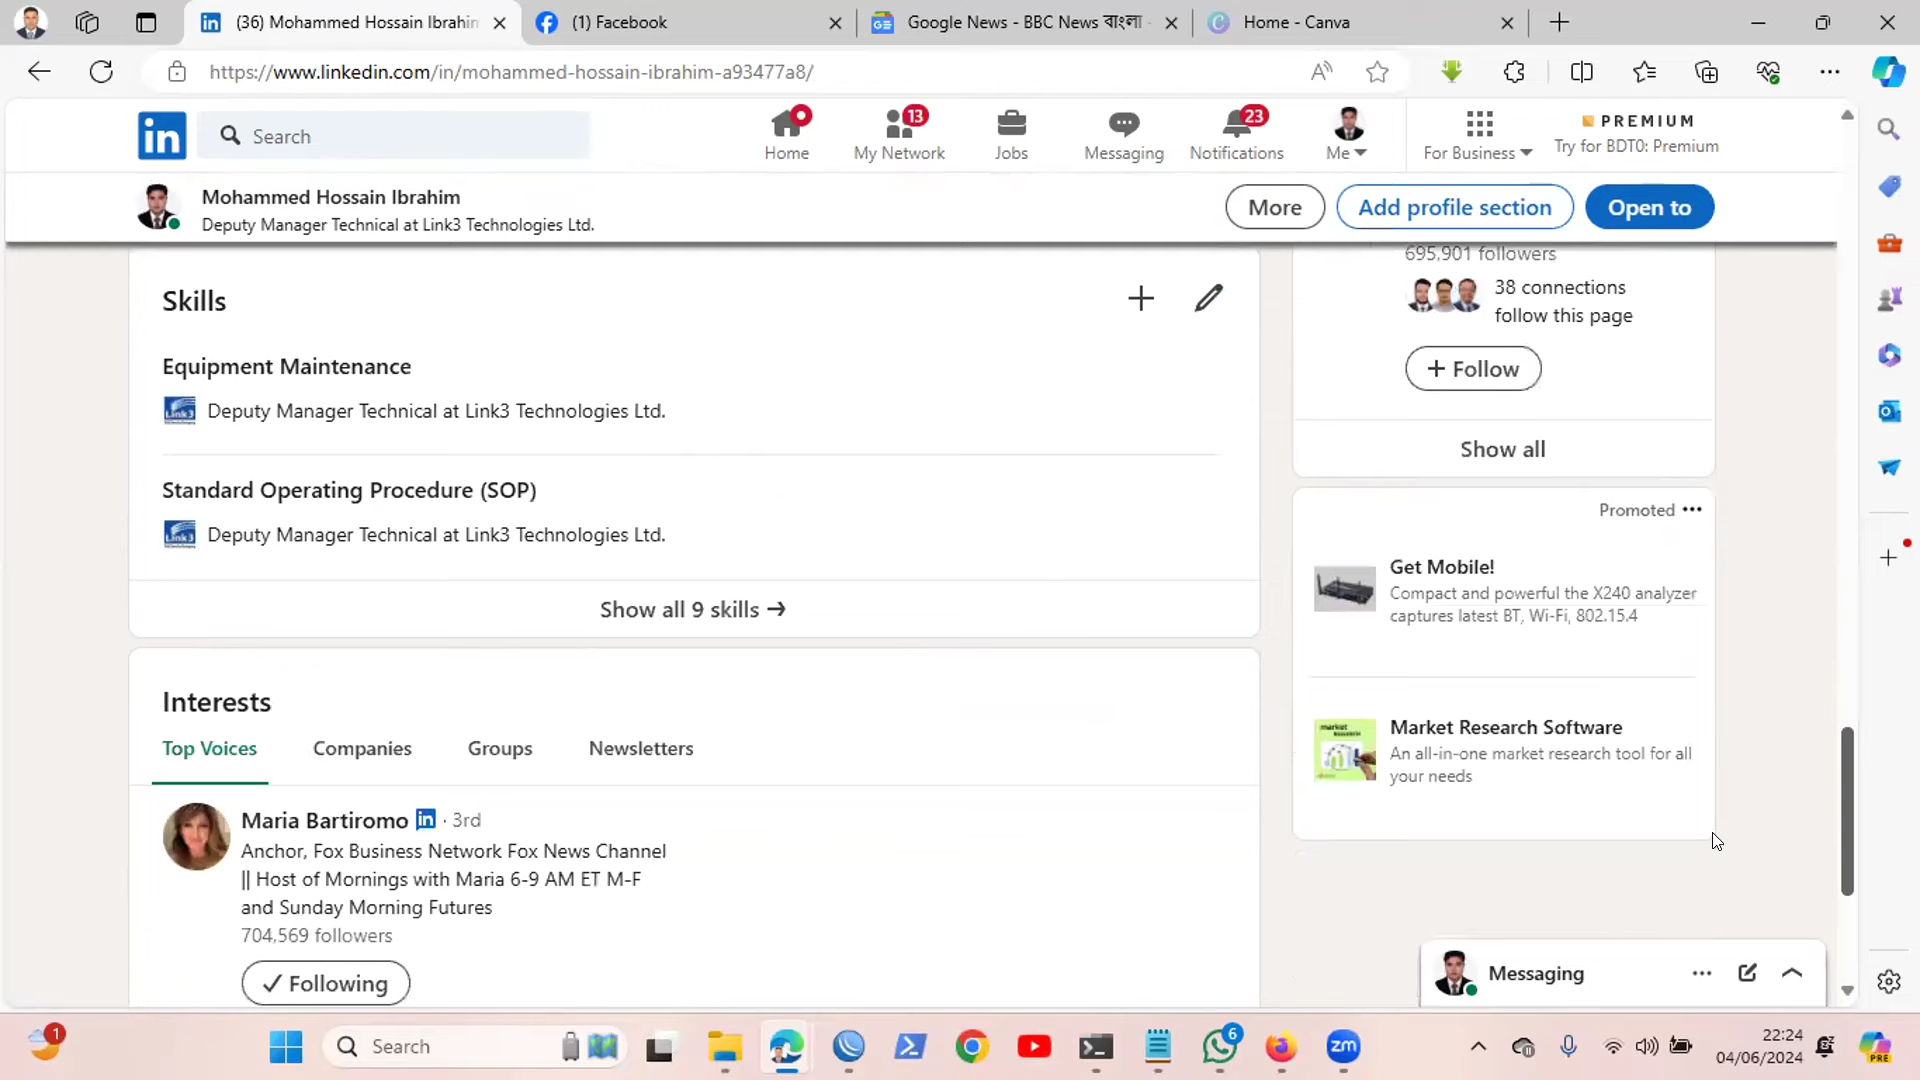 (36) Mohammed Hossain Ibrahim
(1) Facebook
Google News - BBC News বাংলা -
Home - Canva
https://www.linkedin.com/in/mohammed-hossain-ibrahim-a93477a8/
in
Search
Home
13
My Network
Jobs
Messaging
23
Notifications
Me
For Business
PREMIUM
Try for BDT0: Premium
Mohammed Hossain Ibrahim
Deputy Manager Technical at Link3 Technologies Ltd.
More
Add profile section
Open to
Skills
Equipment Maintenance
Link3
Deputy Manager Technical at Link3 Technologies Ltd.
Standard Operating Procedure (SOP)
Link3
Deputy Manager Technical at Link3 Technologies Ltd.
Show all 9 skills →
Interests
Top Voices
Companies
Groups
Newsletters
Maria Bartiromo in · 3rd
Anchor, Fox Business Network Fox News Channel
|| Host of Mornings with Maria 6-9 AM ET M-F
and Sunday Morning Futures
704,569 followers
✓ Following
695,901 followers
38 connections
follow this page
+ Follow
Show all
Promoted •••
Get Mobile!
Compact and powerful the X240 analyzer
captures latest BT, Wi-Fi, 802.15.4
Market Research Software
An all-in-one market research tool for all
your needs
Messaging
1
Search
6
zm
22:24
04/06/2024
PRE